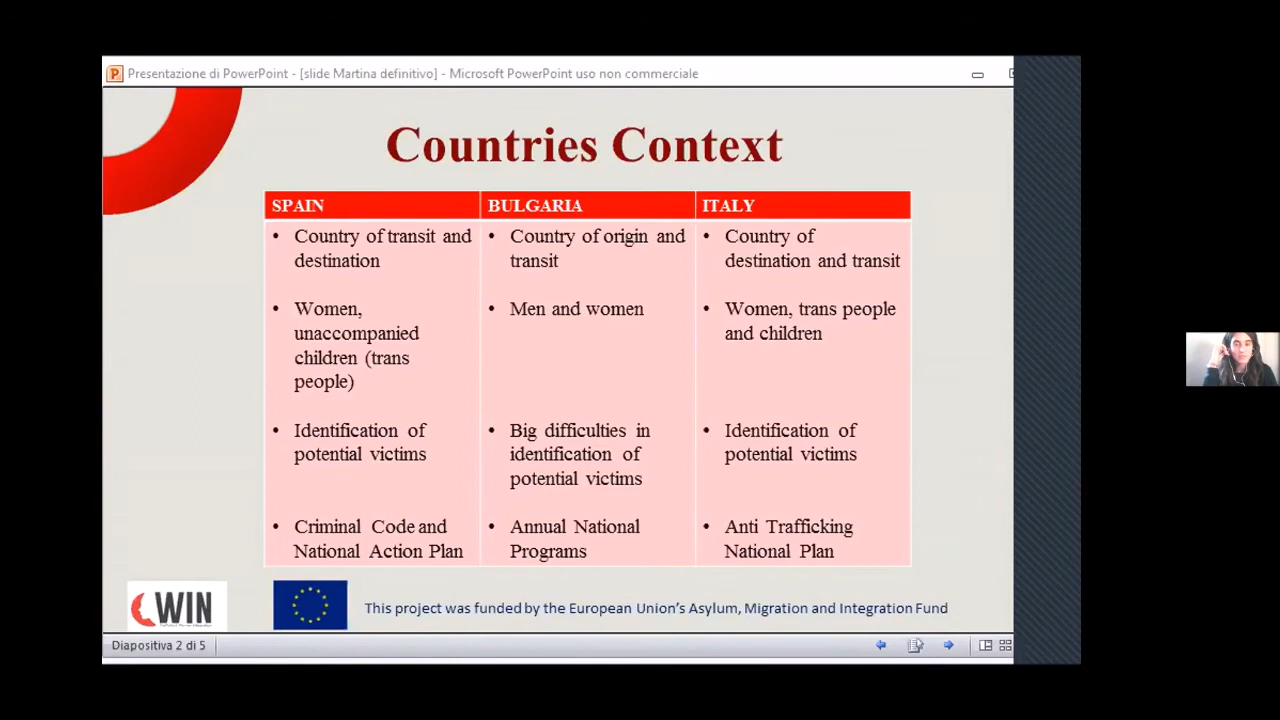 Presentazione di PowerPoint - [slide Martina definitivo] - Microsoft PowerPoint uso non commerciale
Countries Context
SPAIN
• Country of transit and
destination
• Women,
unaccompanied
children (trans
people)
• Identification of
potential victims
• Criminal Code and
National Action Plan
BULGARIA
• Country of origin and
transit
• Men and women
• Big difficulties in
identification of
potential victims
• Annual National
Programs
ITALY
• Country of
destination and transit
• Women, trans people
and children
• Identification of
potential victims
• Anti Trafficking
National Plan
WIN
This project was funded by the European Union's Asylum, Migration and Integration Fund
Diapositiva 2 di 5